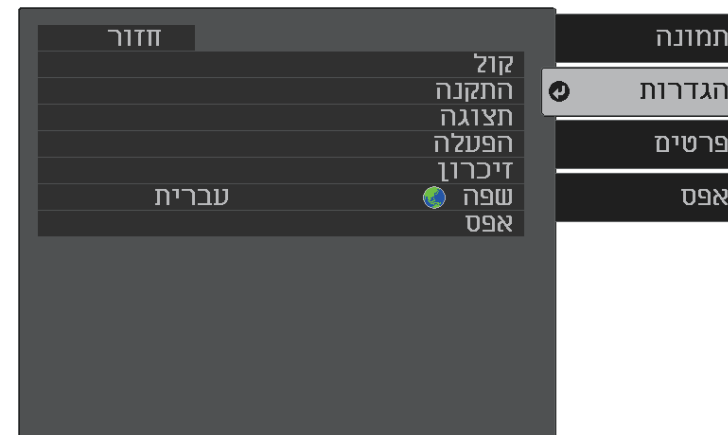 תמונה
הגדרות
פרטים
אפס
חזור
קול
התקנה
תצוגה
הפעלה
זיכרון
שפה עברית
אפס